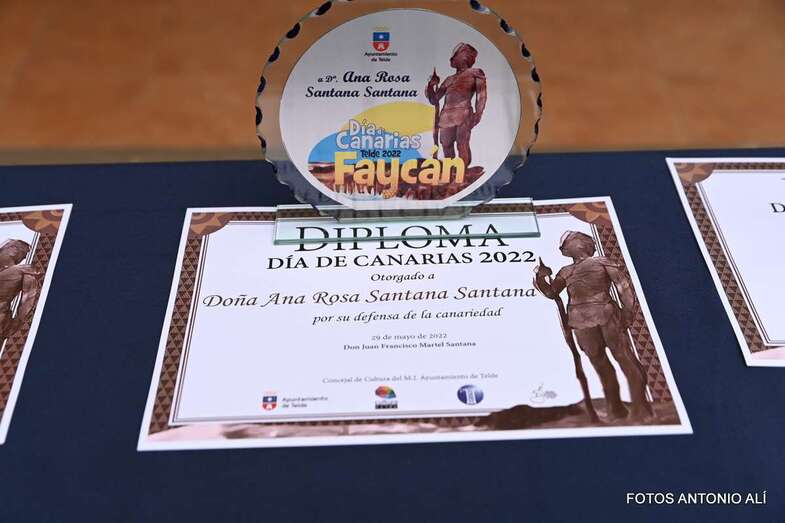 Ayuntamiento
de Telde
a Dª. Ana Rosa
Santana Santana
Día de
Canarias
Telde 2022
Faycán
DIPLOMA
DÍA DE CANARIAS 2022
Otorgado a
Doña Ana Rosa Santana Santana
por su defensa de la canariedad
29 de mayo de 2022
Don Juan Francisco Martel Santana
Concejal de Cultura del M.I. Ayuntamiento de Telde
Ayuntamiento
de Telde
D
FOTOS ANTONIO ALÍ